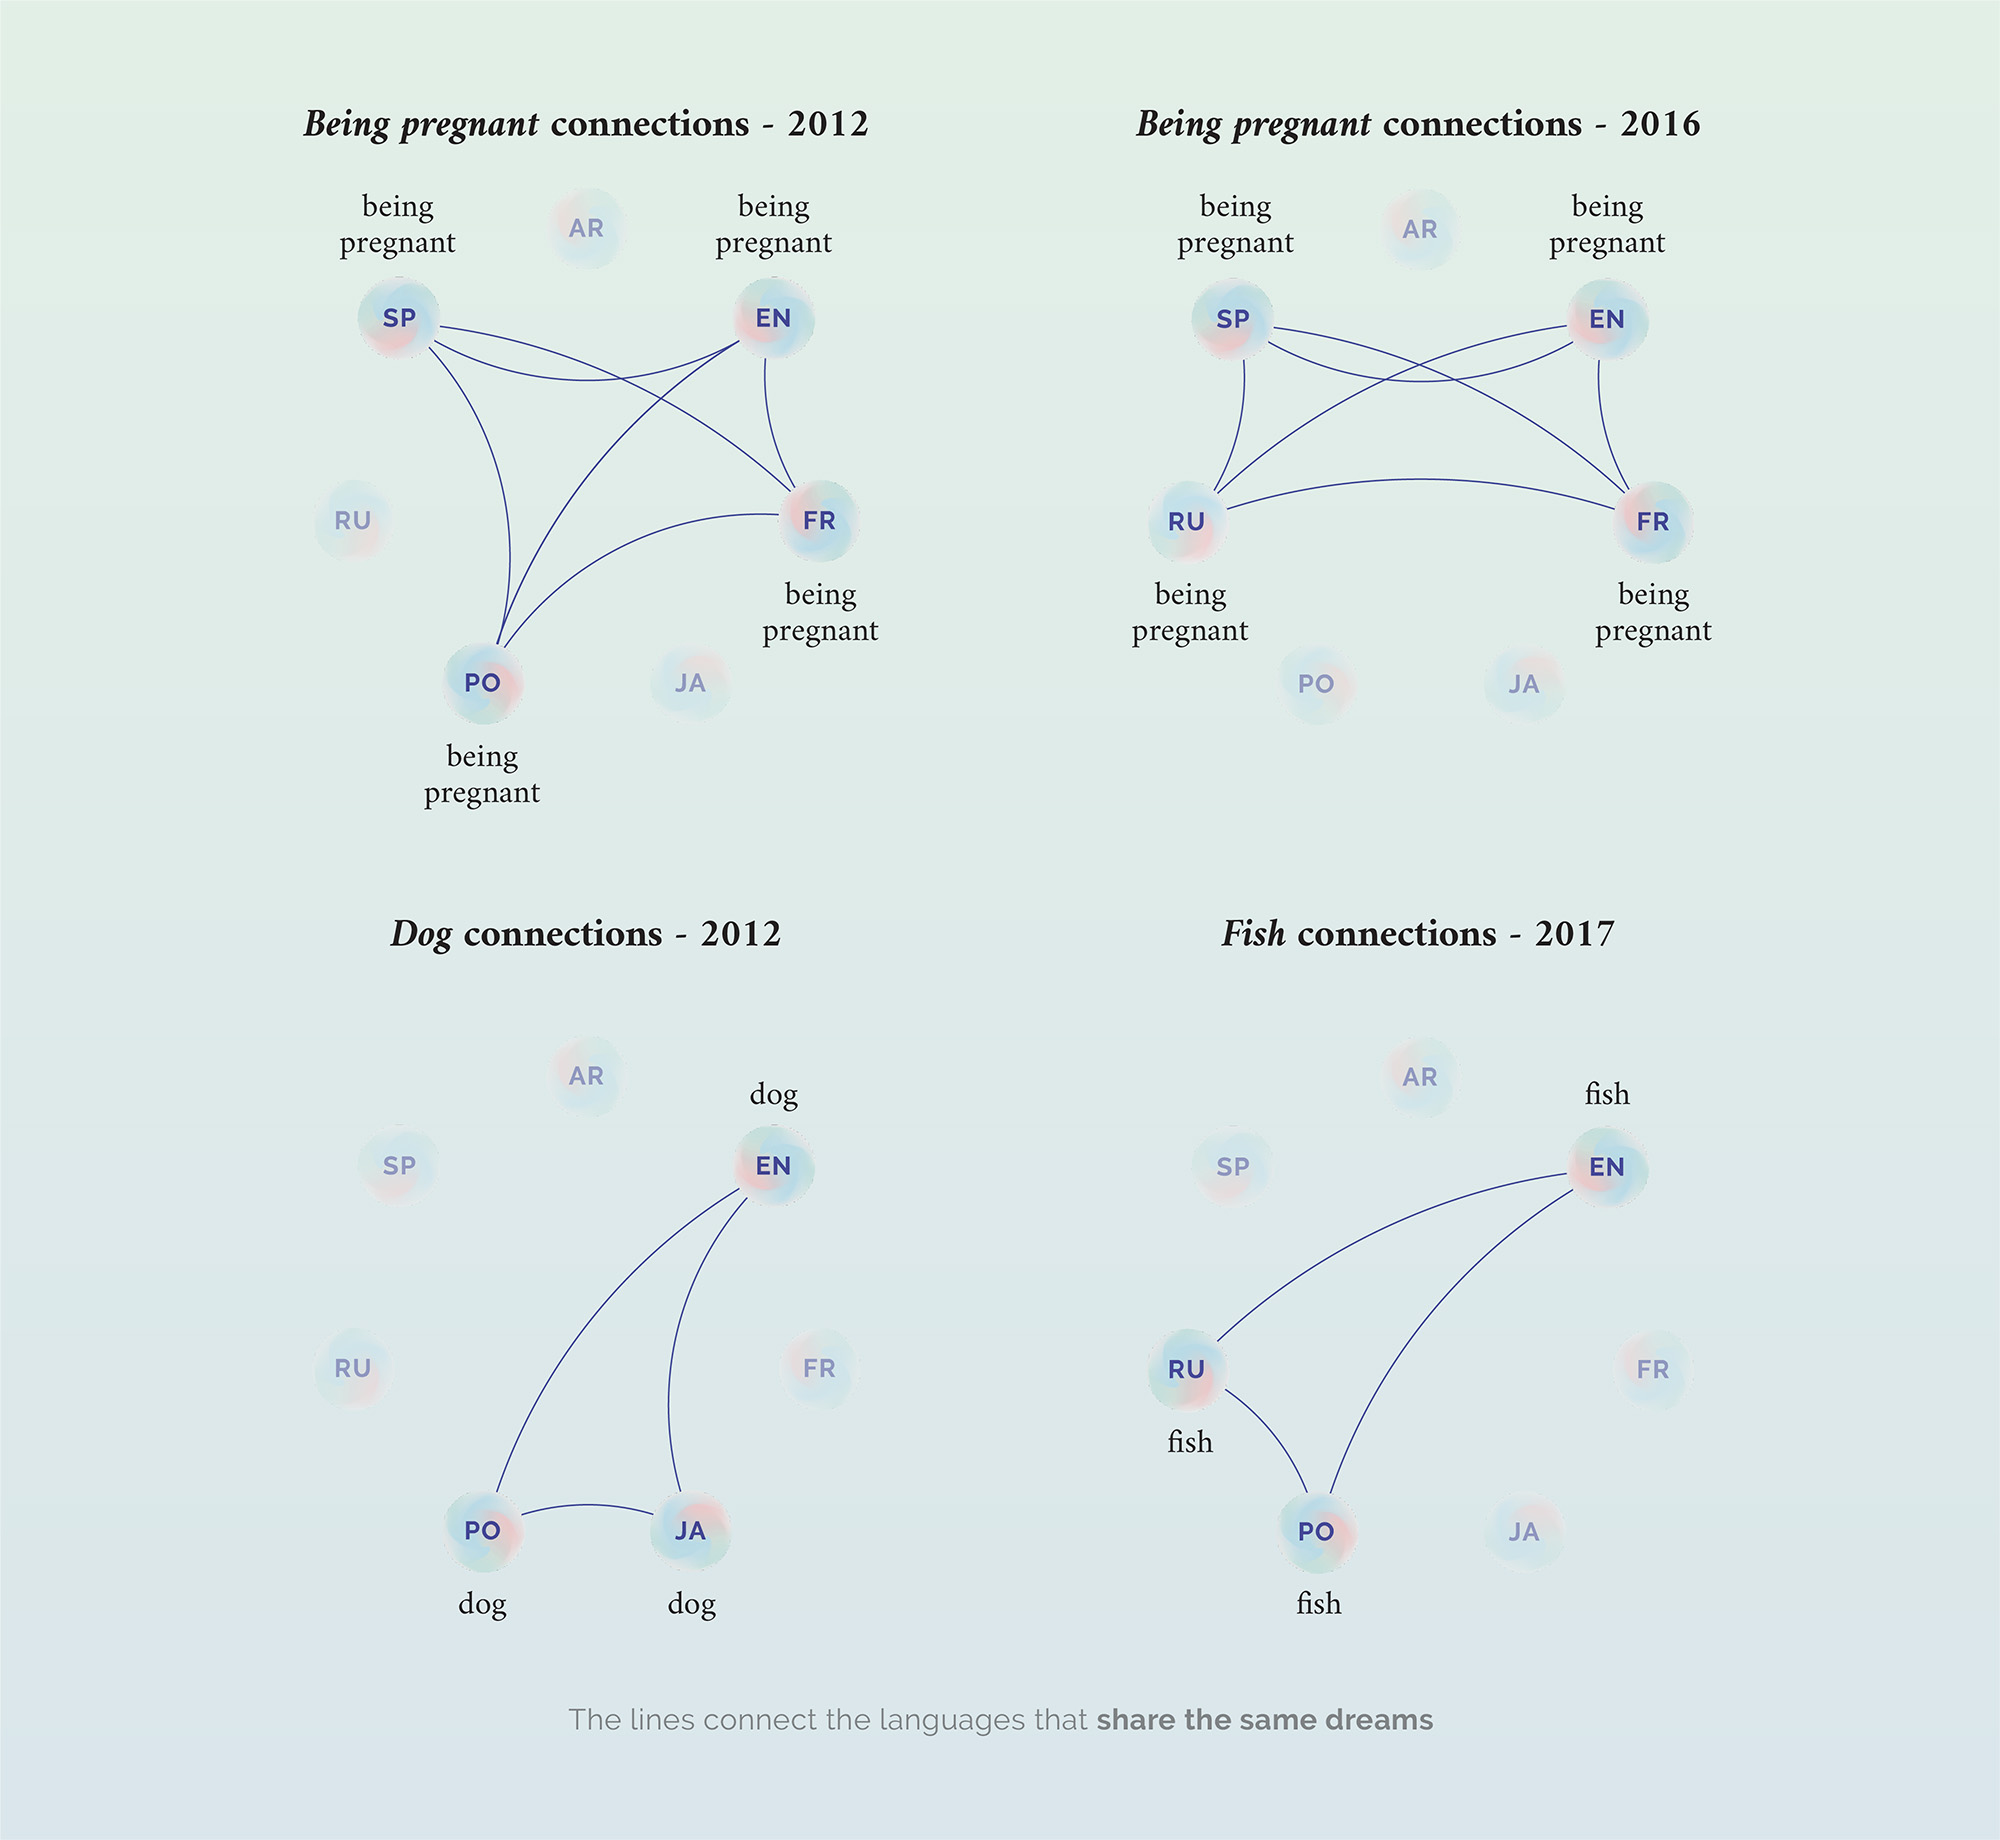 Being pregnant connections - 2012
being
pregnant
AR
being
pregnant
SP
EN
RU
FR
being
pregnant
PO
JA
being
pregnant
Being pregnant connections - 2016
being
pregnant
AR
being
pregnant
SP
EN
RU
FR
being
pregnant
being
pregnant
PO
JA
Dog connections - 2012
AR
dog
SP
EN
RU
FR
PO
JA
dog
dog
Fish connections - 2017
AR
fish
SP
EN
RU
FR
fish
PO
JA
fish
The lines connect the languages that share the same dreams